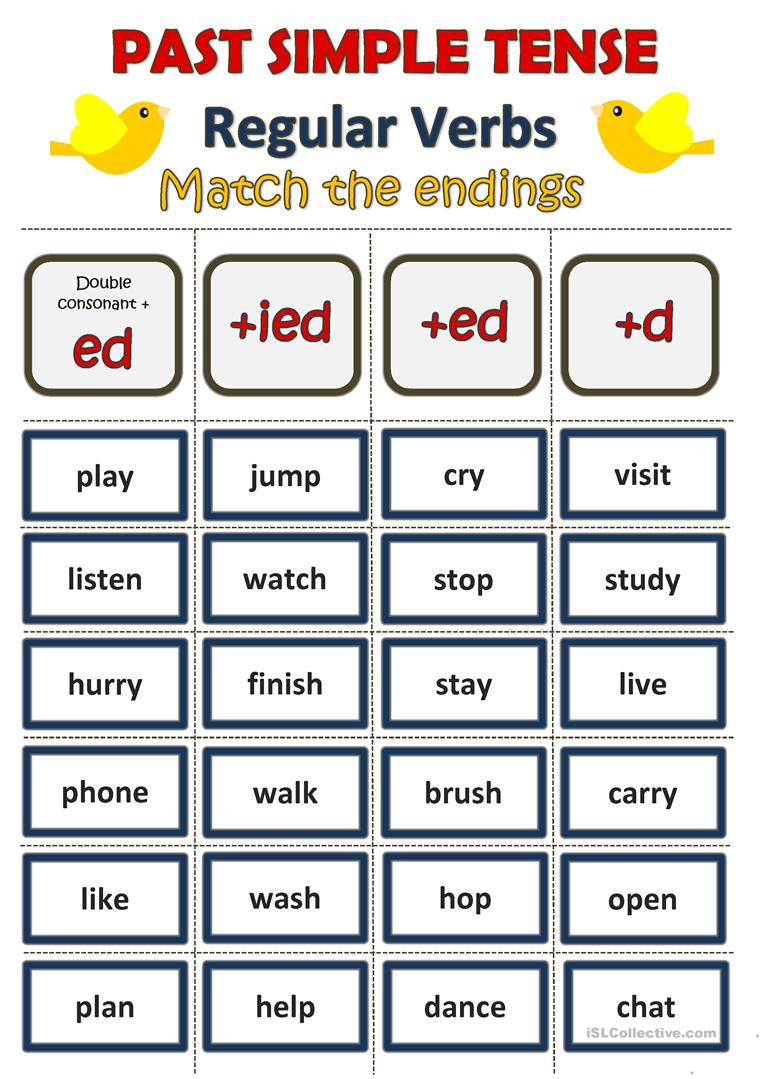 PAST SIMPLE TENSE
Regular Verbs
Match the endings
Double
consonant +
ed
+ied
+ed
+d
play jump cry visit
listen watch stop study
hurry finish stay live
phone walk brush carry
like wash hop open
plan help dance chat
iSLCollective.com